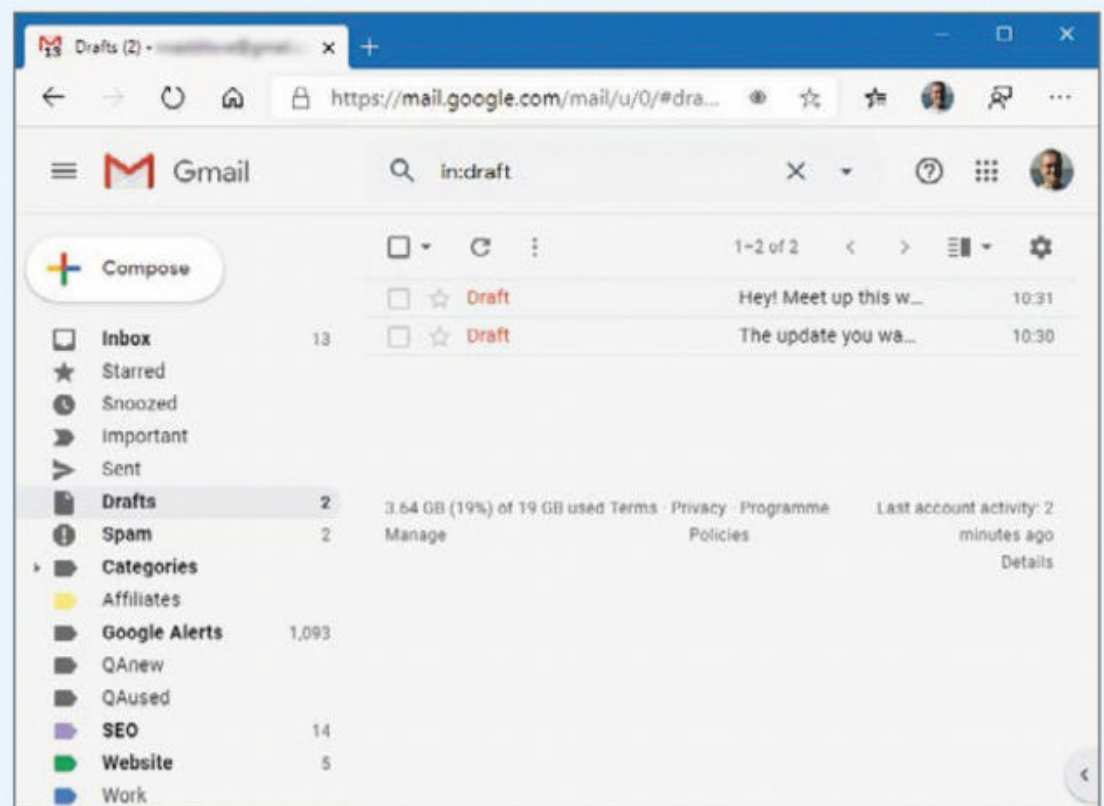 13 Drafts (2) -
https://mail.google.com/mail/u/0/#dra...
Gmail
in:draft
Compose
1–2 of 2
Draft Hey! Meet up this w... 10:31
Draft The update you wa... 10:30
Inbox 13
Starred
Snoozed
Important
Sent
Drafts 2
Spam 2
Categories
Affiliates
Google Alerts 1,093
QAnew
QAused
SEO 14
Website 5
Work
3.64 GB (19%) of 19 GB used
Manage
Terms · Privacy · Programme
Policies
Last account activity: 2
minutes ago
Details